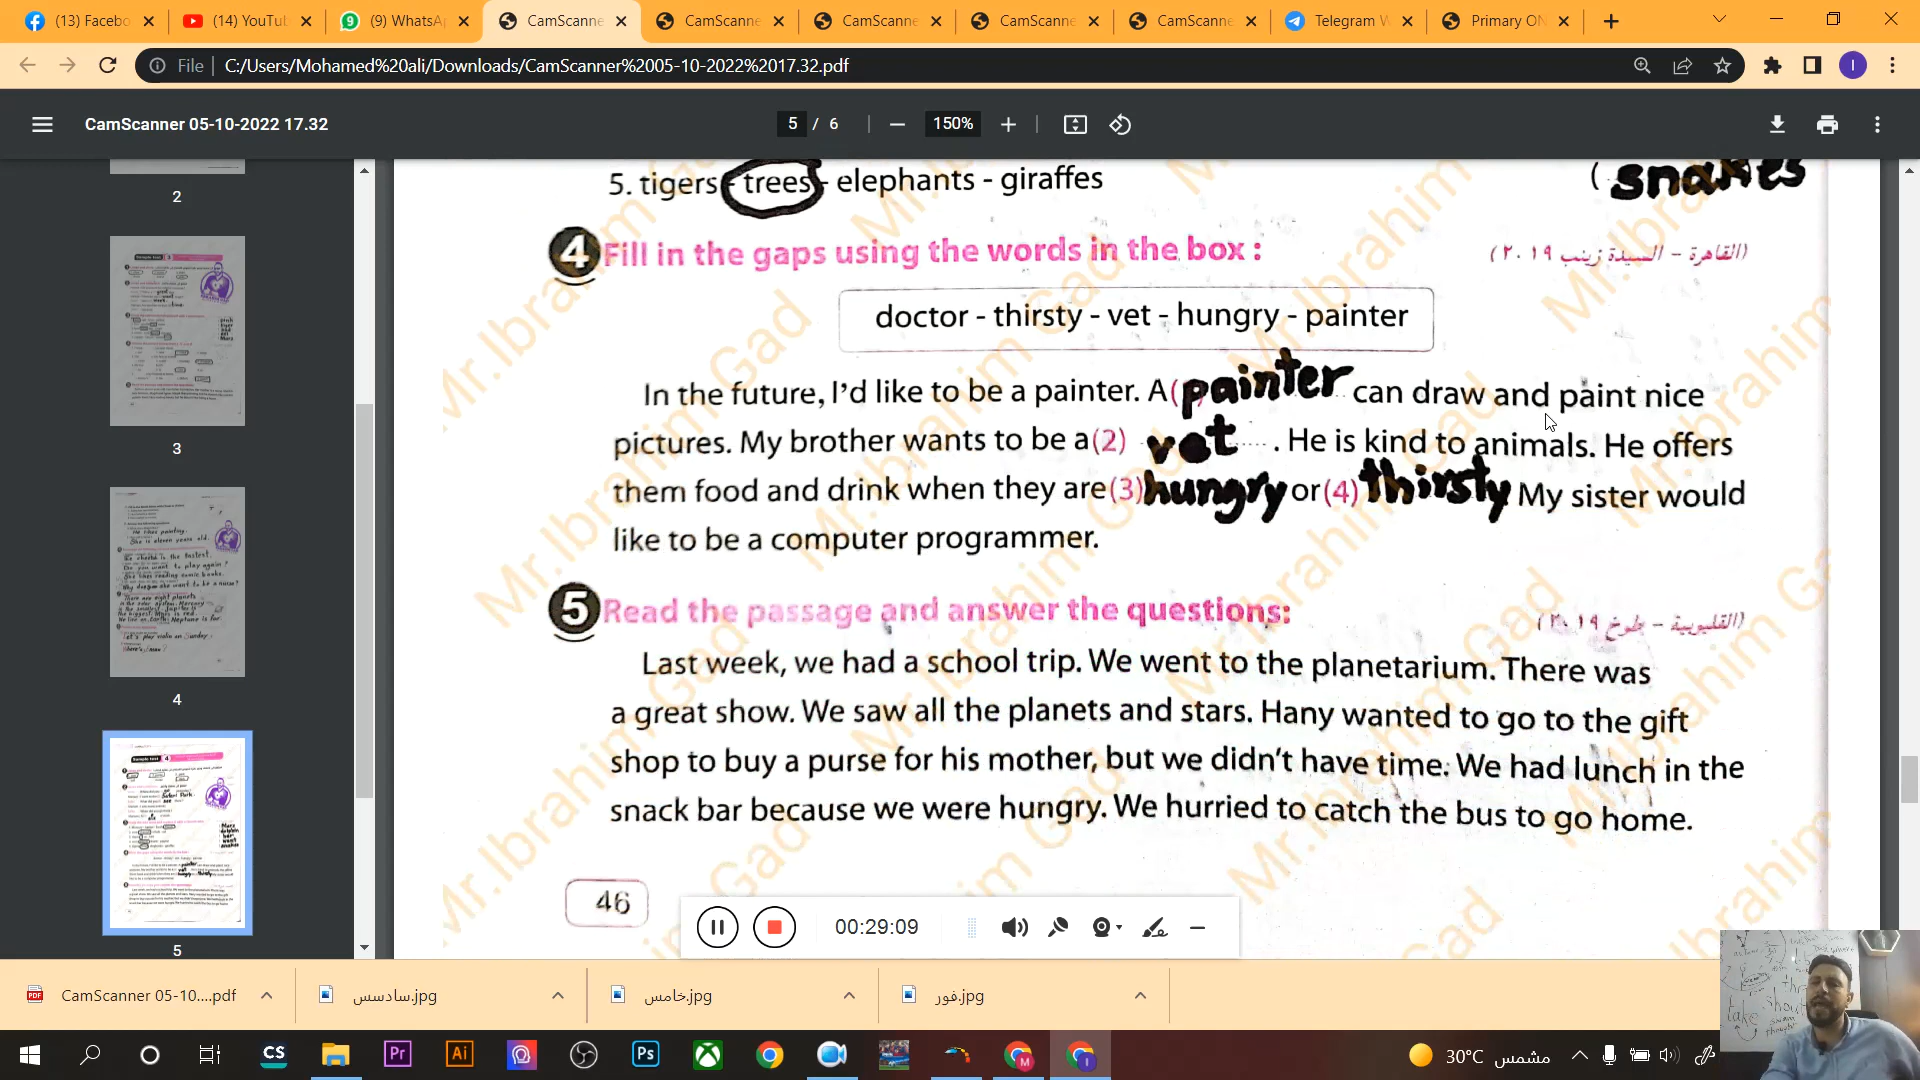 (13) Facebo
(14) YouTub
(9) WhatsAp
CamScanne
CamScanne
CamScanne
CamScanne
CamScanne
Telegram W
Primary ON
File
C:/Users/Mohamed%20ali/Downloads/CamScanner%2005-10-2022%2017.32.pdf
CamScanner 05-10-2022 17.32
5 / 6
150%
2
3
4
5
5. tigers - trees - elephants - giraffes
( snakes
4 Fill in the gaps using the words in the box :
(القاهرة - السيدة زينب ٢٠١٩)
doctor - thirsty - vet - hungry - painter
In the future, I'd like to be a painter. A ( painter can draw and paint nice
pictures. My brother wants to be a (2) vet . He is kind to animals. He offers
them food and drink when they are (3) hungry or (4) thirsty My sister would
like to be a computer programmer.
5 Read the passage and answer the questions:
(القليوبية - طوخ ٢٠١٩)
Last week, we had a school trip. We went to the planetarium. There was
a great show. We saw all the planets and stars. Hany wanted to go to the gift
shop to buy a purse for his mother, but we didn't have time. We had lunch in the
snack bar because we were hungry. We hurried to catch the bus to go home.
46
Mr.Ibrahim Gad
00:29:09
CamScanner 05-10....pdf
سادسس.jpg
خامس.jpg
فور.jpg
30°C مشمس